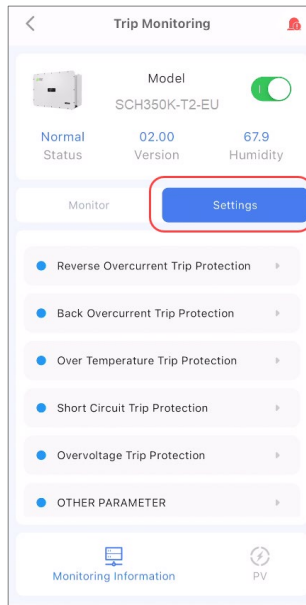 Trip Monitoring
Model
SCH350K-T2-EU
Normal 02.00 67.9
Status Version Humidity
Monitor Settings
Reverse Overcurrent Trip Protection
Back Overcurrent Trip Protection
Over Temperature Trip Protection
Short Circuit Trip Protection
Overvoltage Trip Protection
OTHER PARAMETER
Monitoring Information PV